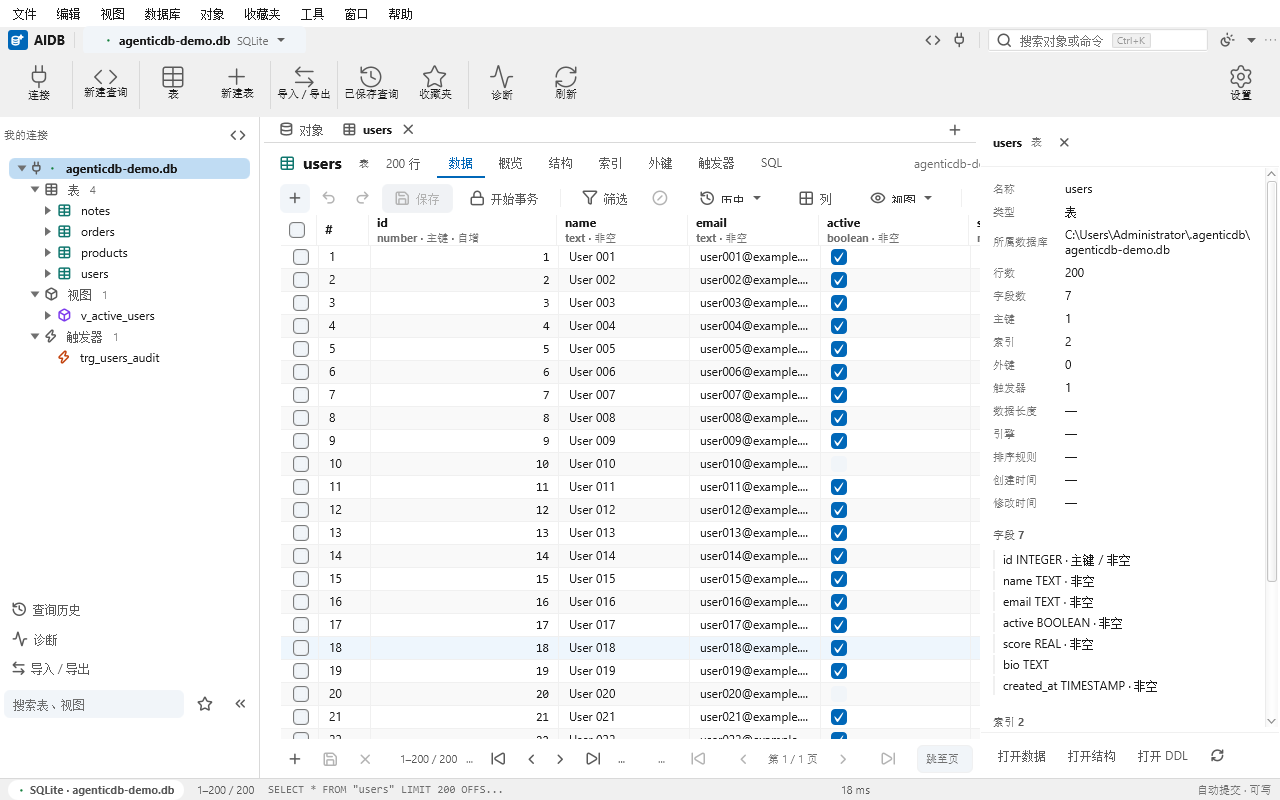 文件 编辑 视图 数据库 对象 收藏夹 工具 窗口 帮助
AIDB · agenticdb-demo.db SQLite 搜索对象或命令 Ctrl+K
连接 新建查询 表 新建表 导入 / 导出 已保存查询 收藏夹 诊断 刷新 设置
我的连接
· agenticdb-demo.db
表 4
notes
orders
products
users
视图 1
v_active_users
触发器 1
trg_users_audit
查询历史
诊断
导入 / 导出
搜索表、视图
对象 users
users 表 200 行 数据 概览 结构 索引 外键 触发器 SQL agenticdb-d
保存 开始事务 筛选 历史 列 视图
# id name email active
number · 主键 · 自增 text · 非空 text · 非空 boolean · 非空
1 1 User 001 user001@example....
2 2 User 002 user002@example....
3 3 User 003 user003@example....
4 4 User 004 user004@example....
5 5 User 005 user005@example....
6 6 User 006 user006@example....
7 7 User 007 user007@example....
8 8 User 008 user008@example....
9 9 User 009 user009@example....
10 10 User 010 user010@example....
11 11 User 011 user011@example....
12 12 User 012 user012@example....
13 13 User 013 user013@example....
14 14 User 014 user014@example....
15 15 User 015 user015@example....
16 16 User 016 user016@example....
17 17 User 017 user017@example....
18 18 User 018 user018@example....
19 19 User 019 user019@example....
20 20 User 020 user020@example....
21 21 User 021 user021@example....
1–200 / 200 ... ... ... 第 1 / 1 页 跳至页
users 表
名称 users
类型 表
所属数据库 C:\Users\Administrator\.agenticdb\
agenticdb-demo.db
行数 200
字段数 7
主键 1
索引 2
外键 0
触发器 1
数据长度 —
引擎 —
排序规则 —
创建时间 —
修改时间 —
字段 7
id INTEGER · 主键 / 非空
name TEXT · 非空
email TEXT · 非空
active BOOLEAN · 非空
score REAL · 非空
bio TEXT
created_at TIMESTAMP · 非空
索引 2
打开数据 打开结构 打开 DDL
· SQLite · agenticdb-demo.db 1–200 / 200 SELECT * FROM "users" LIMIT 200 OFFS... 18 ms 自动提交 · 可写